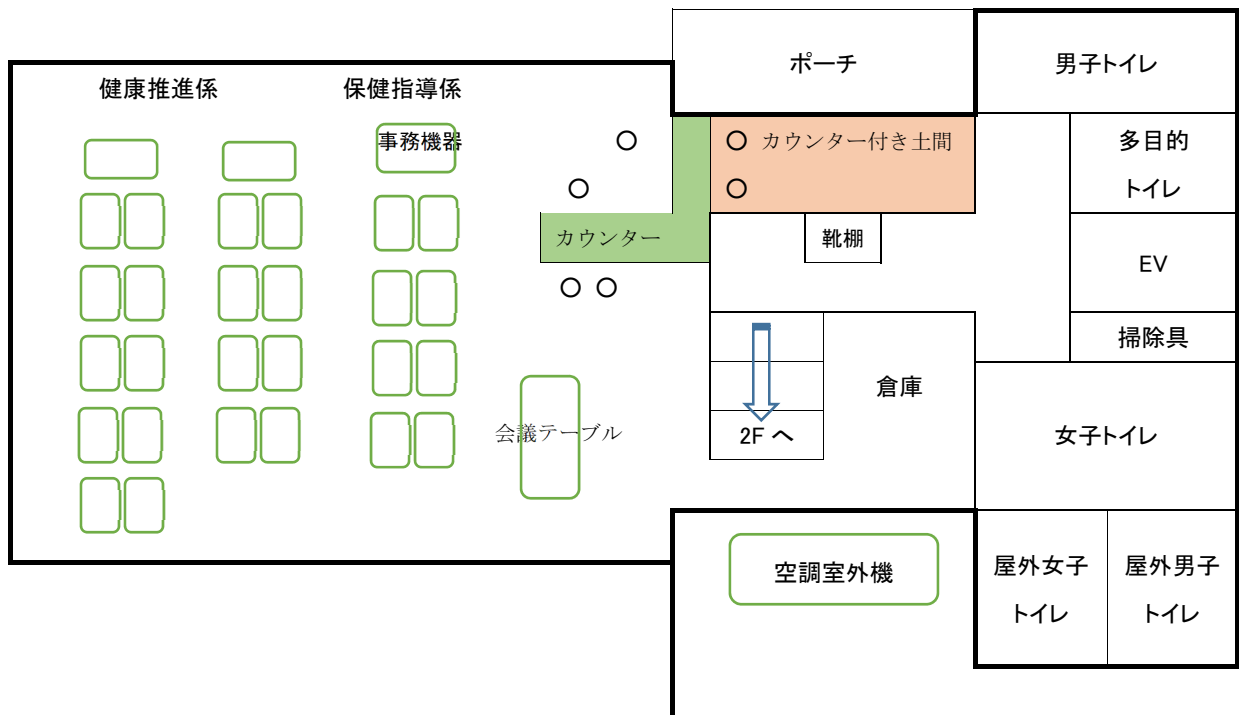 ポーチ
男子トイレ
健康推進係
保健指導係
事務機器
カウンター付き土間
多目的
トイレ
カウンター
靴棚
EV
掃除具
倉庫
会議テーブル
2F へ
女子トイレ
空調室外機
屋外女子
トイレ
屋外男子
トイレ